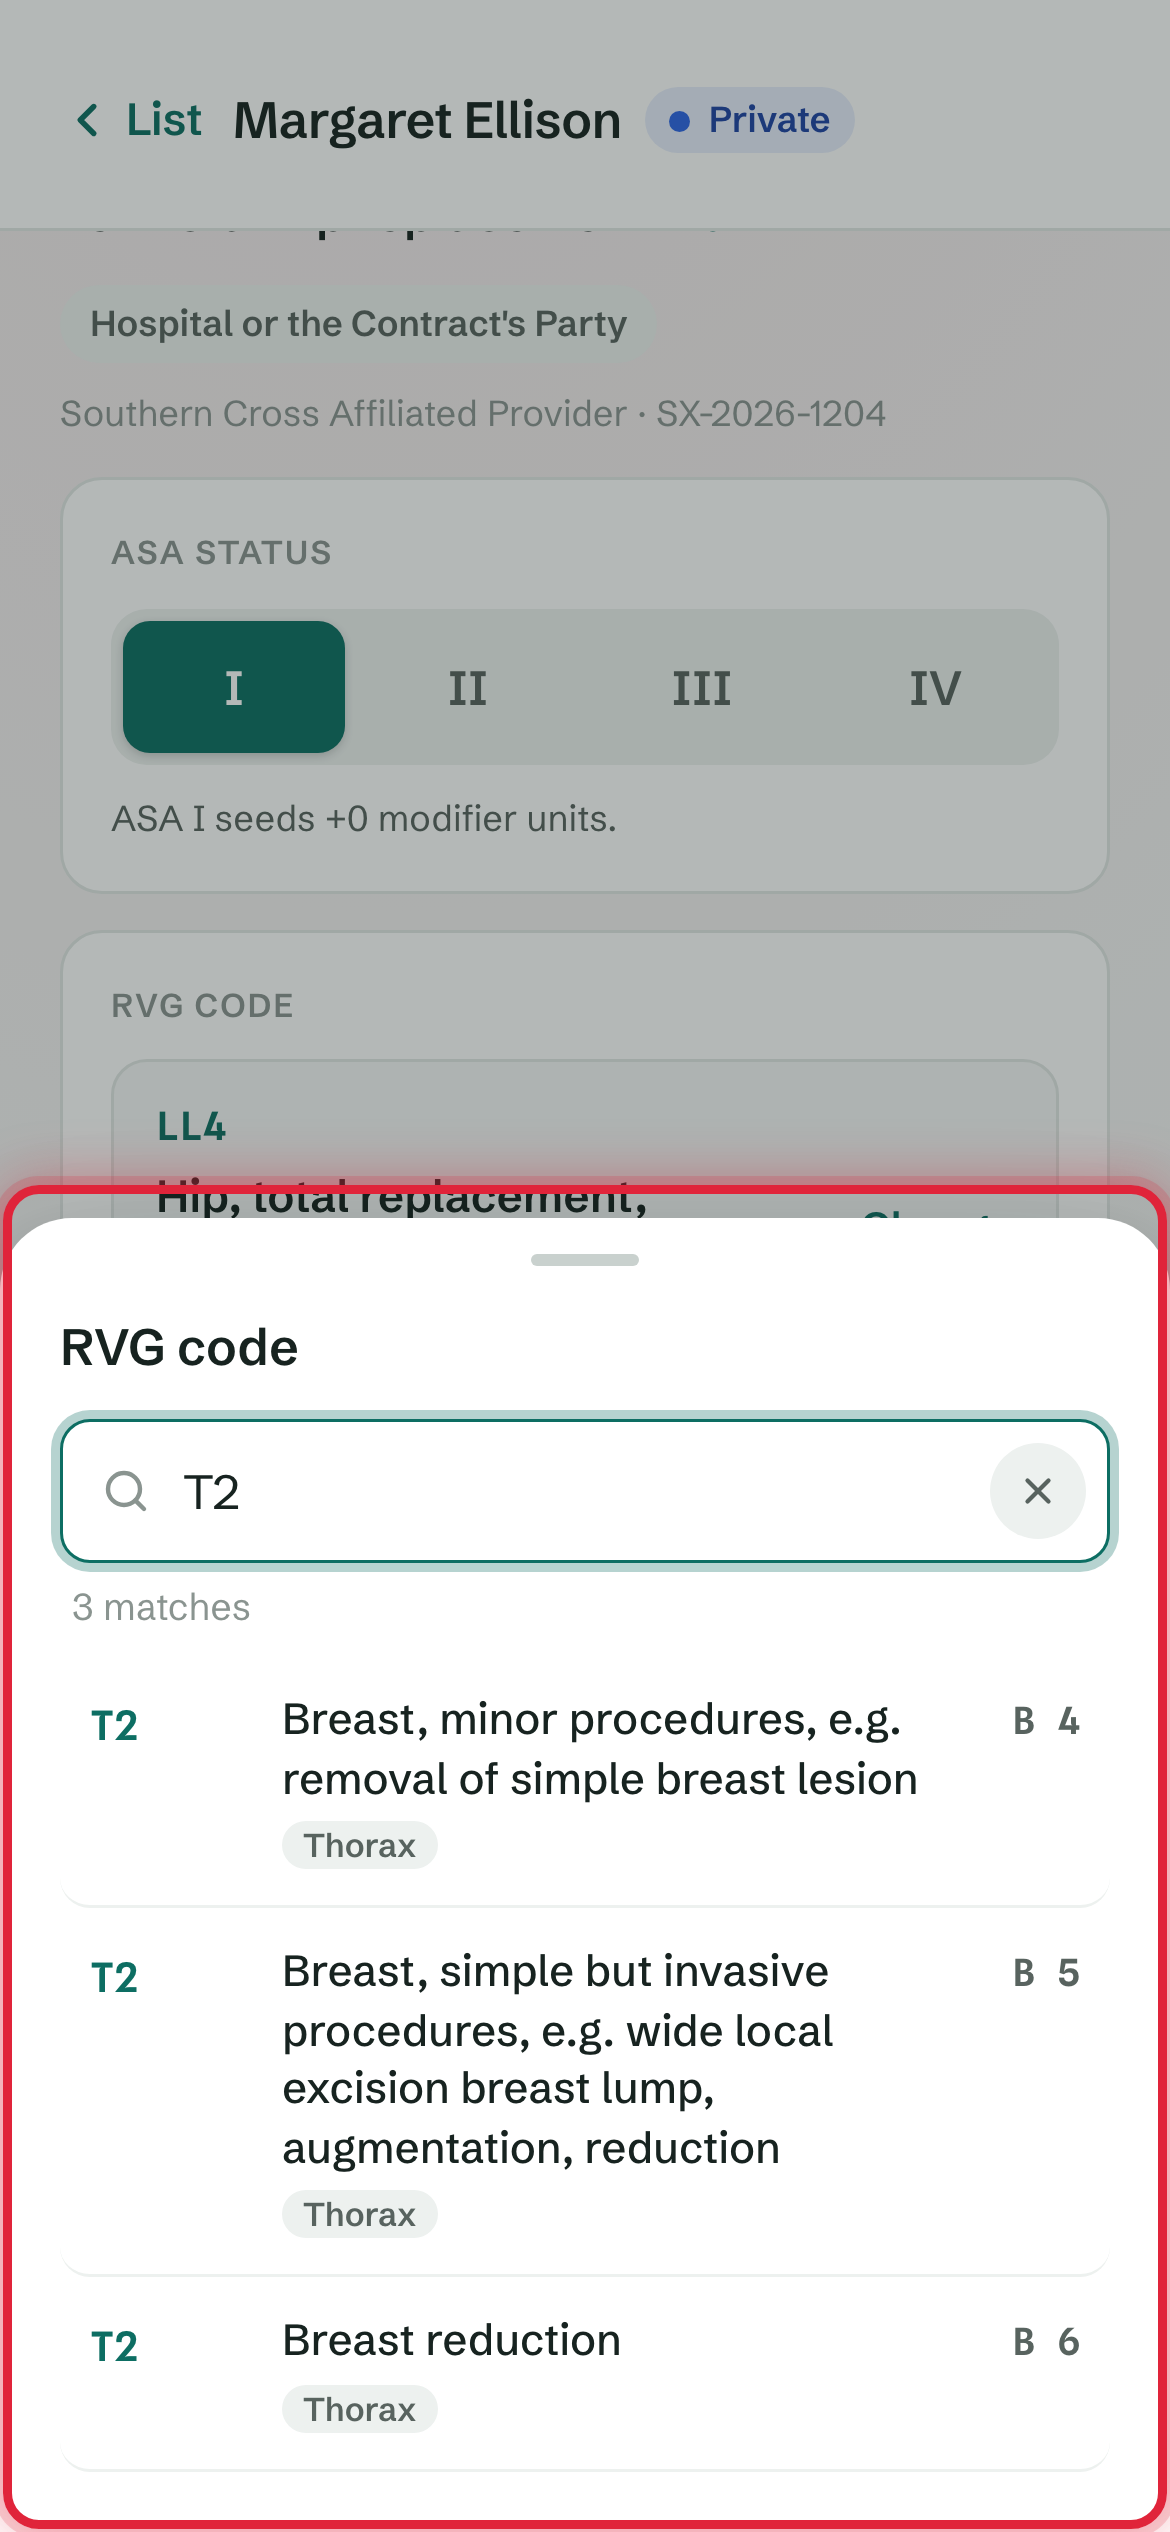 List Margaret Ellison Private
Hospital or the Contract's Party
Southern Cross Affiliated Provider · SX-2026-1204
ASA STATUS
I II III IV
ASA I seeds +0 modifier units.
RVG CODE
LL4
Hip, total replacement,
RVG code
T2
3 matches
T2 Breast, minor procedures, e.g. B 4
removal of simple breast lesion
Thorax
T2 Breast, simple but invasive B 5
procedures, e.g. wide local
excision breast lump,
augmentation, reduction
Thorax
T2 Breast reduction B 6
Thorax